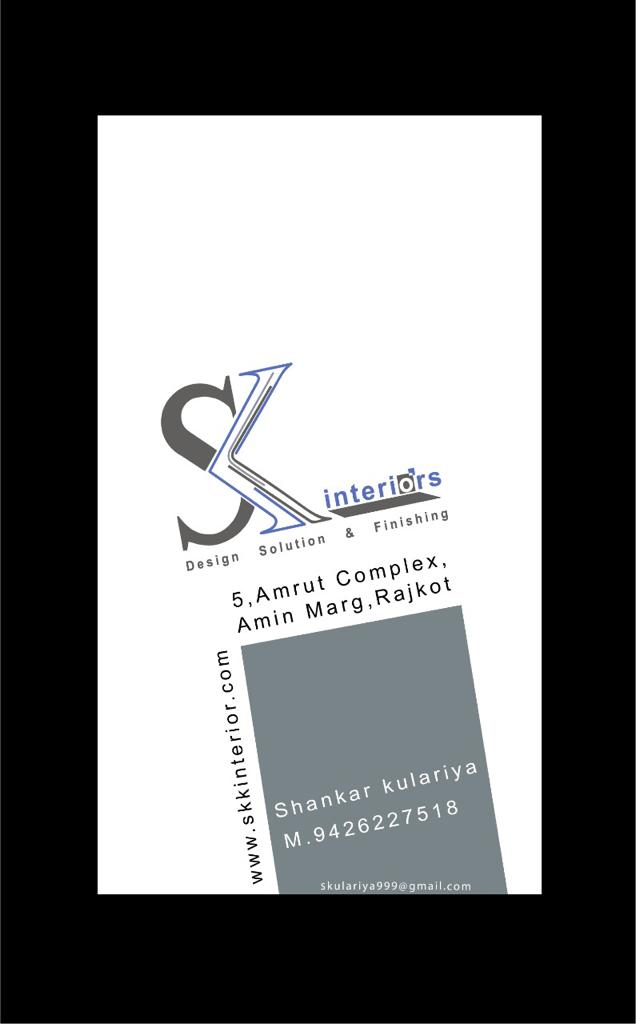 SK
interiors
Design Solution & Finishing
5,Amrut Complex,
Amin Marg,Rajkot
www.skkinterior.com
Shankar kulariya
M.9426227518
skulariya999@gmail.com